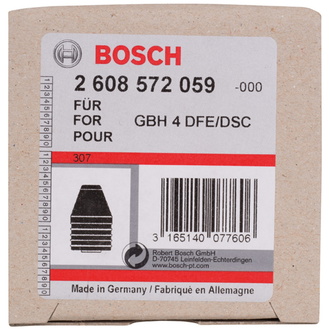 BOSCH
2 608 572 059 -000
FÜR
FOR GBH 4 DFE/DSC
POUR
307
3 165140 077606
Robert Bosch GmbH
D-70745 Leinfelden-Echterdingen
www.bosch-pt.com
Made in Germany / Fabriqué en Allemagne